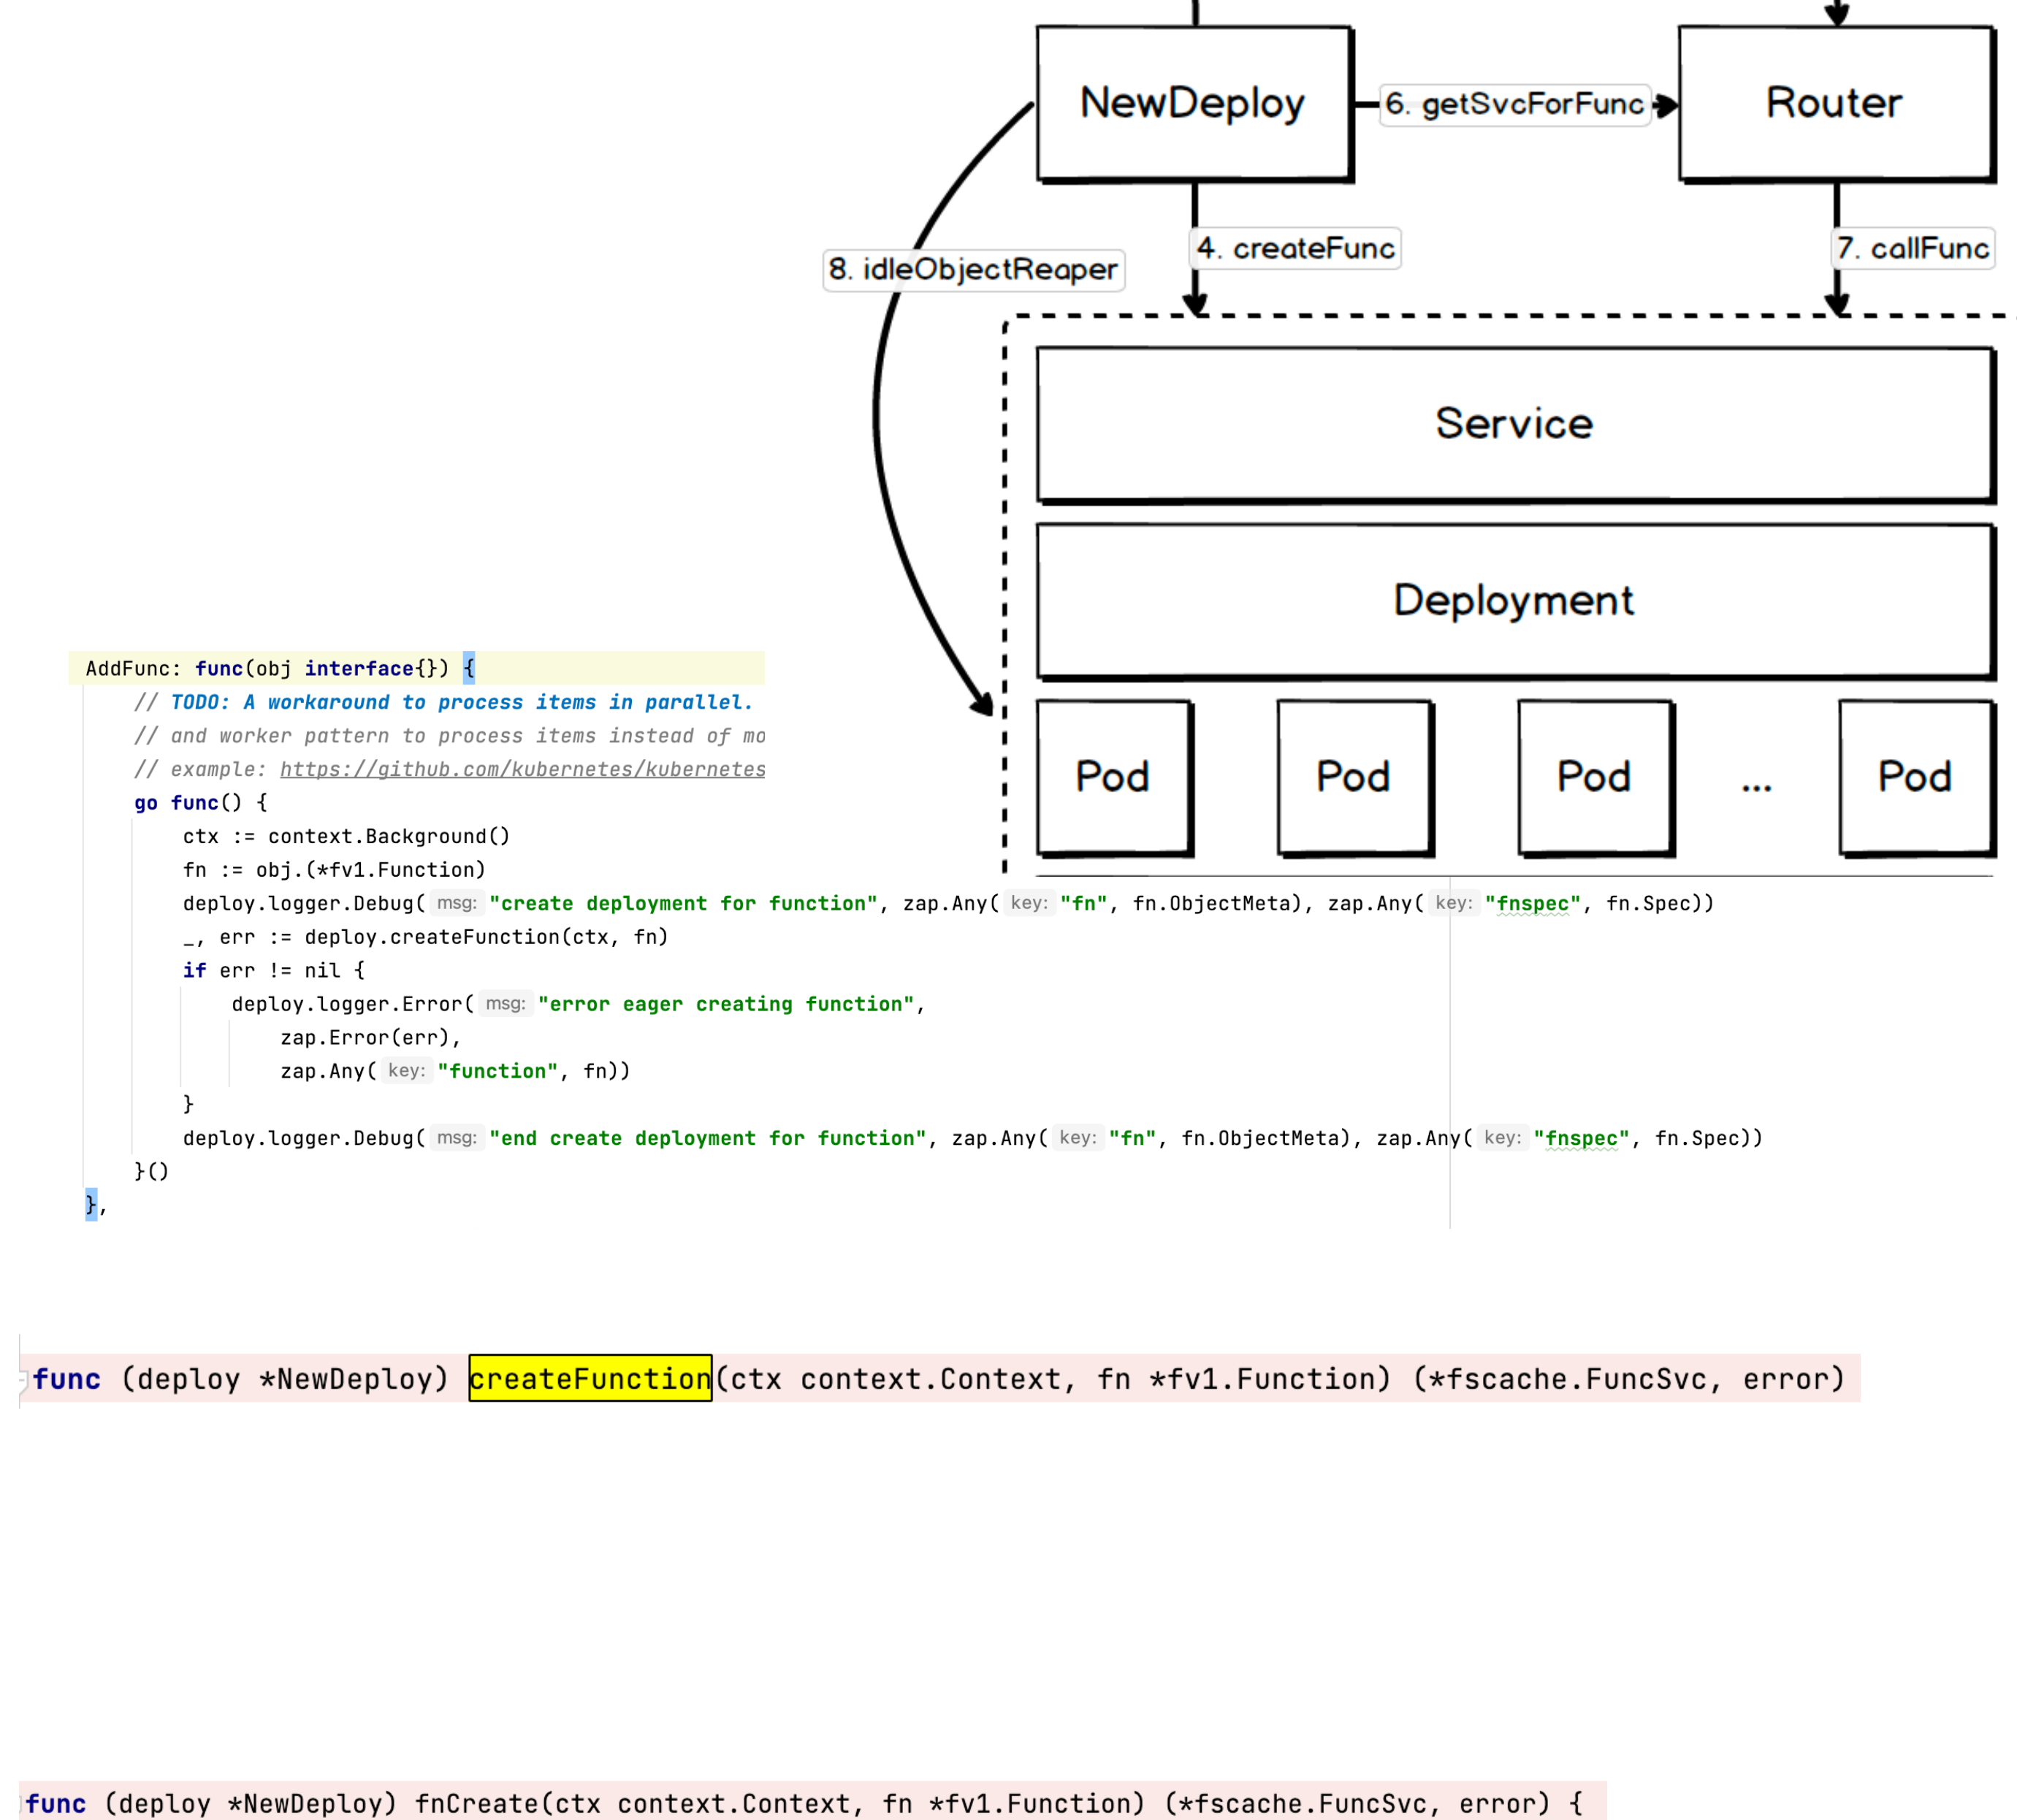 NewDeploy
6. getSvcForFunc
Router
8. idleObjectReaper
4. createFunc
7. callFunc
Service
Deployment
Pod Pod Pod ... Pod
AddFunc: func(obj interface{}) {
// TODO: A workaround to process items in parallel.
// and worker pattern to process items instead of mo
// example: https://github.com/kubernetes/kubernetes
go func() {
ctx := context.Background()
fn := obj.(*fv1.Function)
deploy.logger.Debug( msg: "create deployment for function", zap.Any( key: "fn", fn.ObjectMeta), zap.Any( key: "fnspec", fn.Spec))
_, err := deploy.createFunction(ctx, fn)
if err != nil {
deploy.logger.Error( msg: "error eager creating function",
zap.Error(err),
zap.Any( key: "function", fn))
}
deploy.logger.Debug( msg: "end create deployment for function", zap.Any( key: "fn", fn.ObjectMeta), zap.Any( key: "fnspec", fn.Spec))
}()
},
func (deploy *NewDeploy) createFunction(ctx context.Context, fn *fv1.Function) (*fscache.FuncSvc, error)
func (deploy *NewDeploy) fnCreate(ctx context.Context, fn *fv1.Function) (*fscache.FuncSvc, error) {